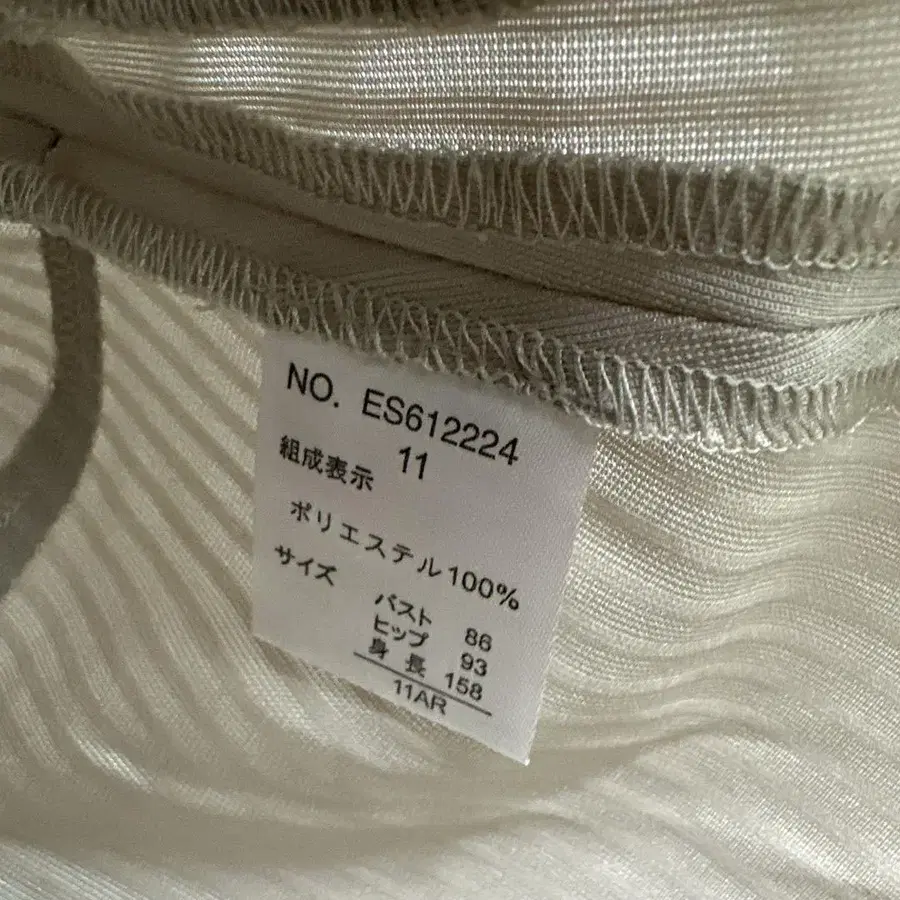 NO. ES612224
組成表示 11
ポリエステル100%
サイズ
バスト 86
ヒップ 93
身長 158
11AR